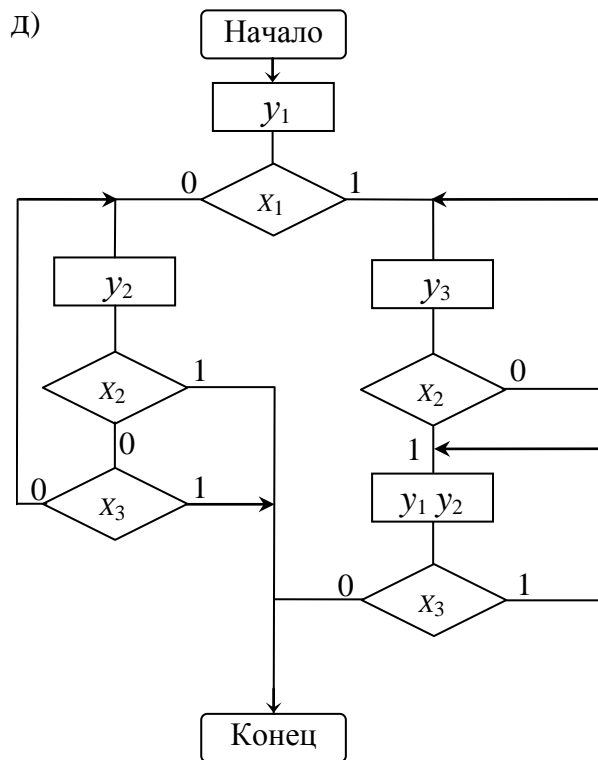 д)
Начало
y₁
0 x₁ 1
y₂ y₃
x₂ 1 x₂ 0
0 1
0 x₃ 1 y₁ y₂
0 x₃ 1
Конец